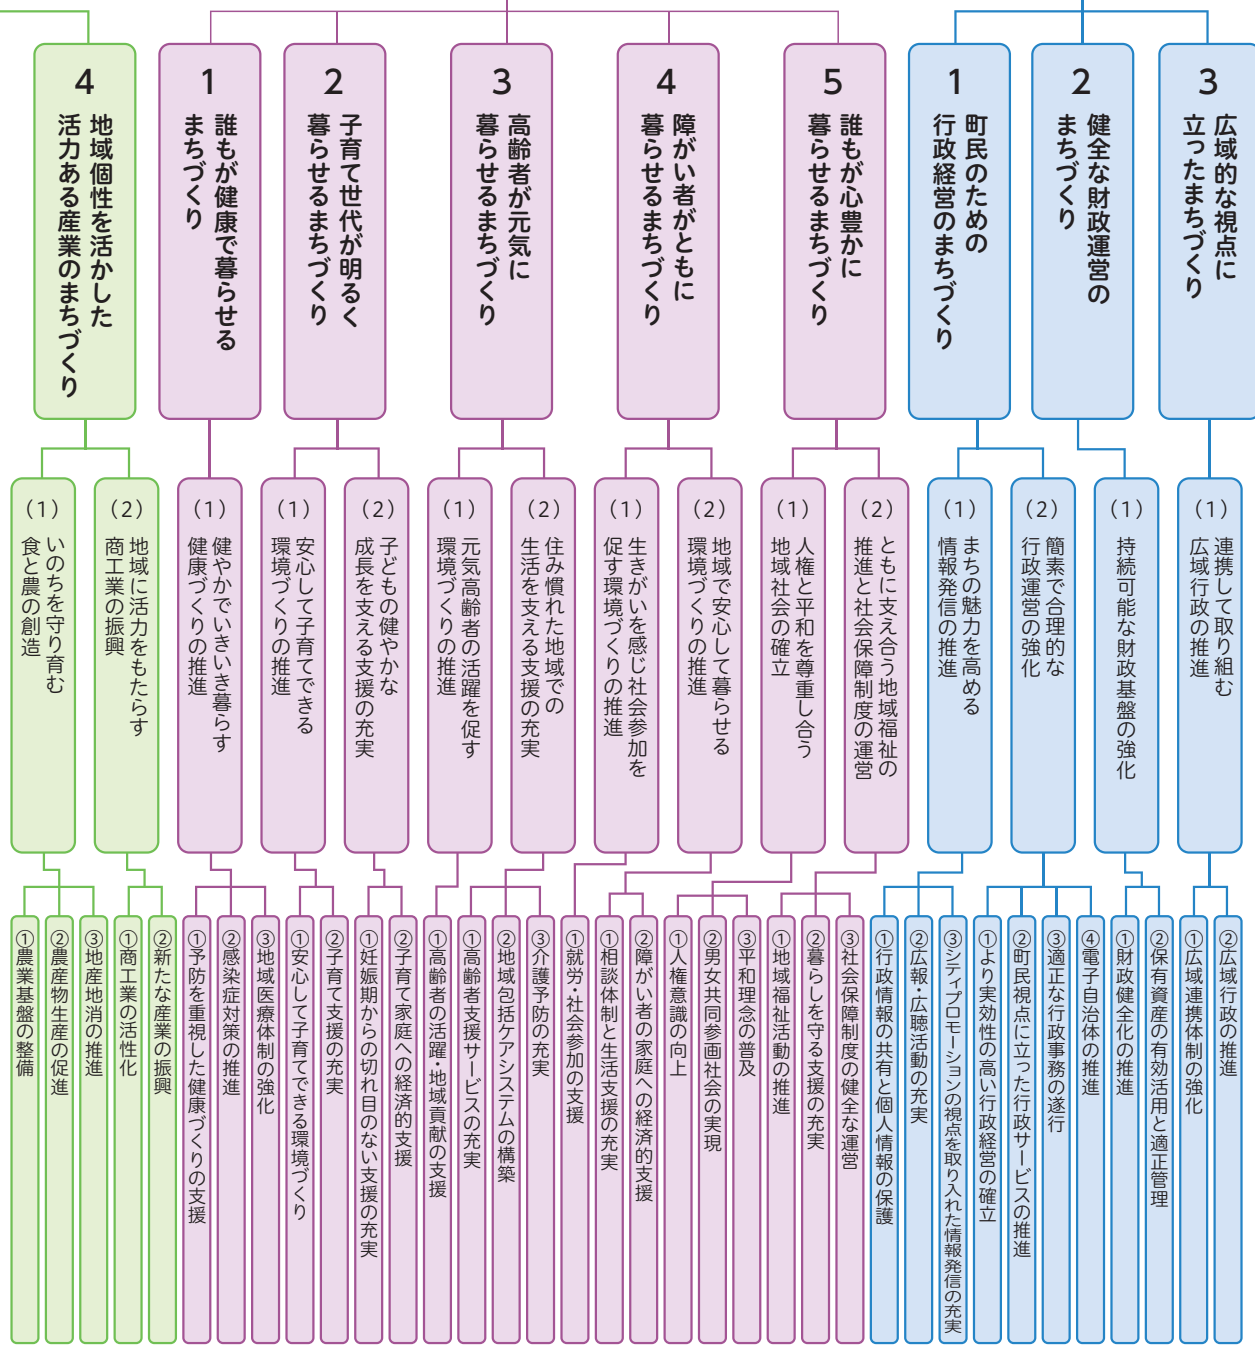 4
地域個性を活かした
活力ある産業のまちづくり
1
誰もが健康で暮らせる
まちづくり
2
子育て世代が明るく
暮らせるまちづくり
3
高齢者が元気に
暮らせるまちづくり
4
障がい者がともに
暮らせるまちづくり
5
誰もが心豊かに
暮らせるまちづくり
1
町民のための
行政経営のまちづくり
2
健全な財政運営の
まちづくり
3
広域的な視点に
立ったまちづくり
（1）
いのちを守り育む
食と農の創造
（2）
地域に活力をもたらす
商工業の振興
（1）
健やかでいきいき暮らす
健康づくりの推進
（1）
安心して子育てできる
環境づくりの推進
（2）
子どもの健やかな
成長を支える支援の充実
（1）
元気高齢者の活躍を促す
環境づくりの推進
（2）
住み慣れた地域での
生活を支える支援の充実
（1）
生きがいを感じ社会参加を
促す環境づくりの推進
（2）
地域で安心して暮らせる
環境づくりの推進
（1）
人権と平和を尊重し合う
地域社会の確立
（2）
ともに支え合う地域福祉の
推進と社会保障制度の運営
（1）
まちの魅力を高める
情報発信の推進
（2）
簡素で合理的な
行政運営の強化
（1）
持続可能な財政基盤の強化
（1）
連携して取り組む
広域行政の推進
①農業基盤の整備
②農産物生産の促進
③地産地消の推進
①商工業の活性化
②新たな産業の振興
①予防を重視した健康づくりの支援
②感染症対策の推進
③地域医療体制の強化
①安心して子育てできる環境づくり
②子育て支援の充実
①妊娠期からの切れ目のない支援の充実
②子育て家庭への経済的支援
①高齢者の活躍・地域貢献の支援
①高齢者支援サービスの充実
②地域包括ケアシステムの構築
③介護予防の充実
①就労・社会参加の支援
①相談体制と生活支援の充実
②障がい者の家庭への経済的支援
①人権意識の向上
②男女共同参画社会の実現
③平和理念の普及
①地域福祉活動の推進
②暮らしを守る支援の充実
③社会保障制度の健全な運営
①行政情報の共有と個人情報の保護
②広報・広聴活動の充実
③シティプロモーションの視点を取り入れた情報発信の充実
①より実効性の高い行政経営の確立
②町民視点に立った行政サービスの推進
③適正な行政事務の遂行
④電子自治体の推進
①財政健全化の推進
②保有資産の有効活用と適正管理
①広域連携体制の強化
②広域行政の推進